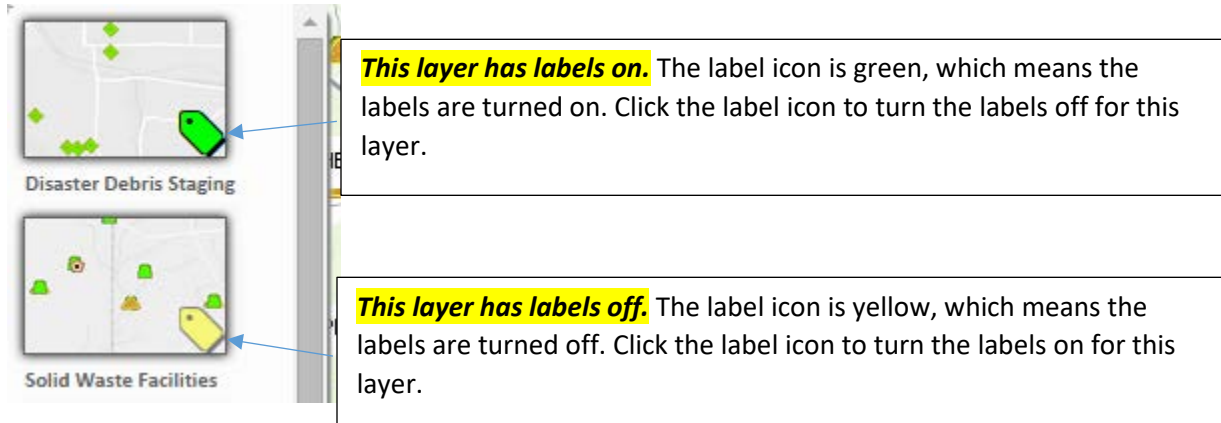 This layer has labels on. The label icon is green, which means the
labels are turned on. Click the label icon to turn the labels off for this
layer.
Disaster Debris Staging
This layer has labels off. The label icon is yellow, which means the
labels are turned off. Click the label icon to turn the labels on for this
layer.
Solid Waste Facilities